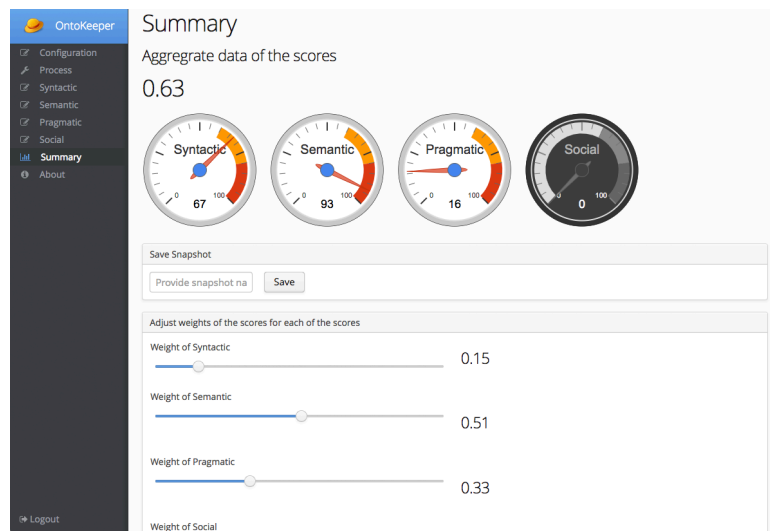 OntoKeeper
Configuration
Process
Syntactic
Semantic
Pragmatic
Social
Summary
About
Logout
Summary
Aggregrate data of the scores
0.63
Syntactic
0
100
67
Semantic
0
100
93
Pragmatic
0
100
16
Social
0
100
0
Save Snapshot
Provide snapshot na
Save
Adjust weights of the scores for each of the scores
Weight of Syntactic
0.15
Weight of Semantic
0.51
Weight of Pragmatic
0.33
Weight of Social